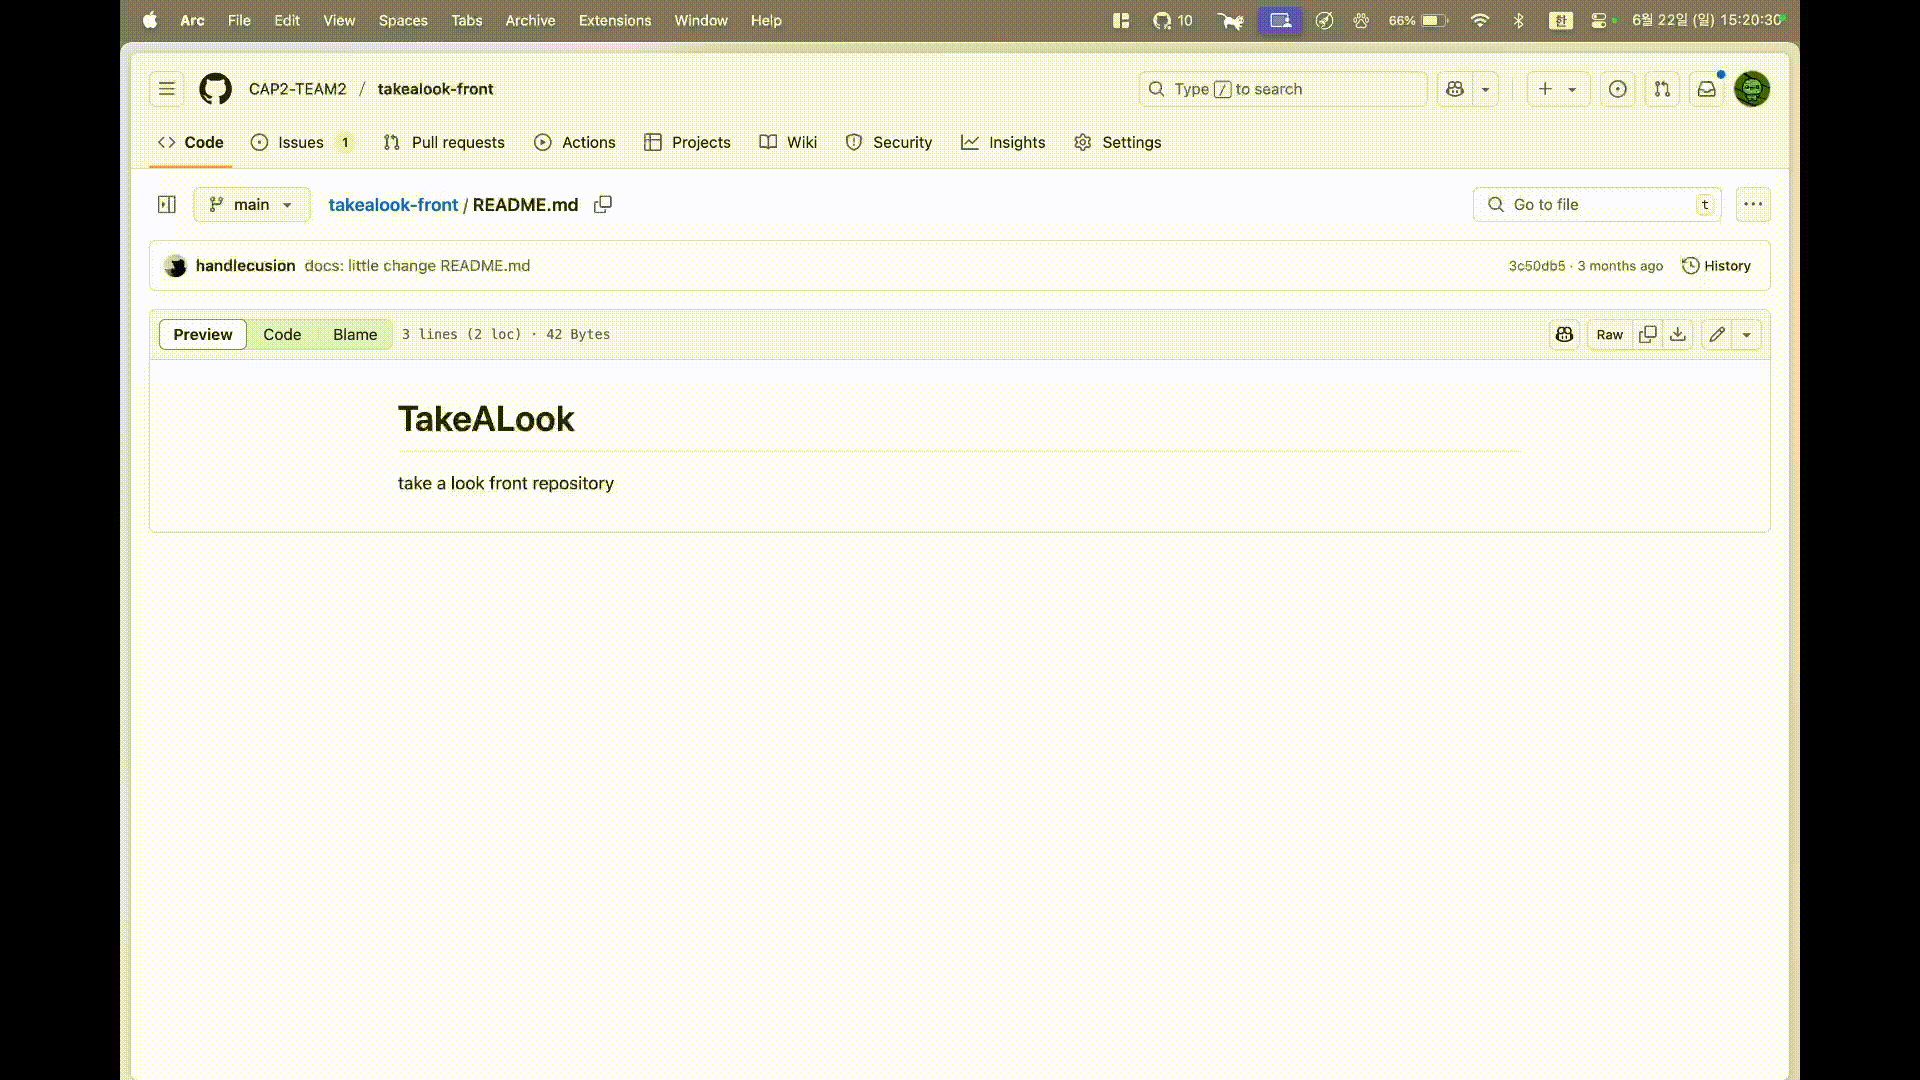 Arc File Edit View Spaces Tabs Archive Extensions Window Help 10 66% 한 6월 22일 (일) 15:20:30
CAP2-TEAM2 / takealook-front Type / to search
Code Issues 1 Pull requests Actions Projects Wiki Security Insights Settings
main takealook-front / README.md Go to file t
handlecusion docs: little change README.md 3c50db5 · 3 months ago History
Preview Code Blame 3 lines (2 loc) · 42 Bytes Raw
TakeALook
take a look front repository